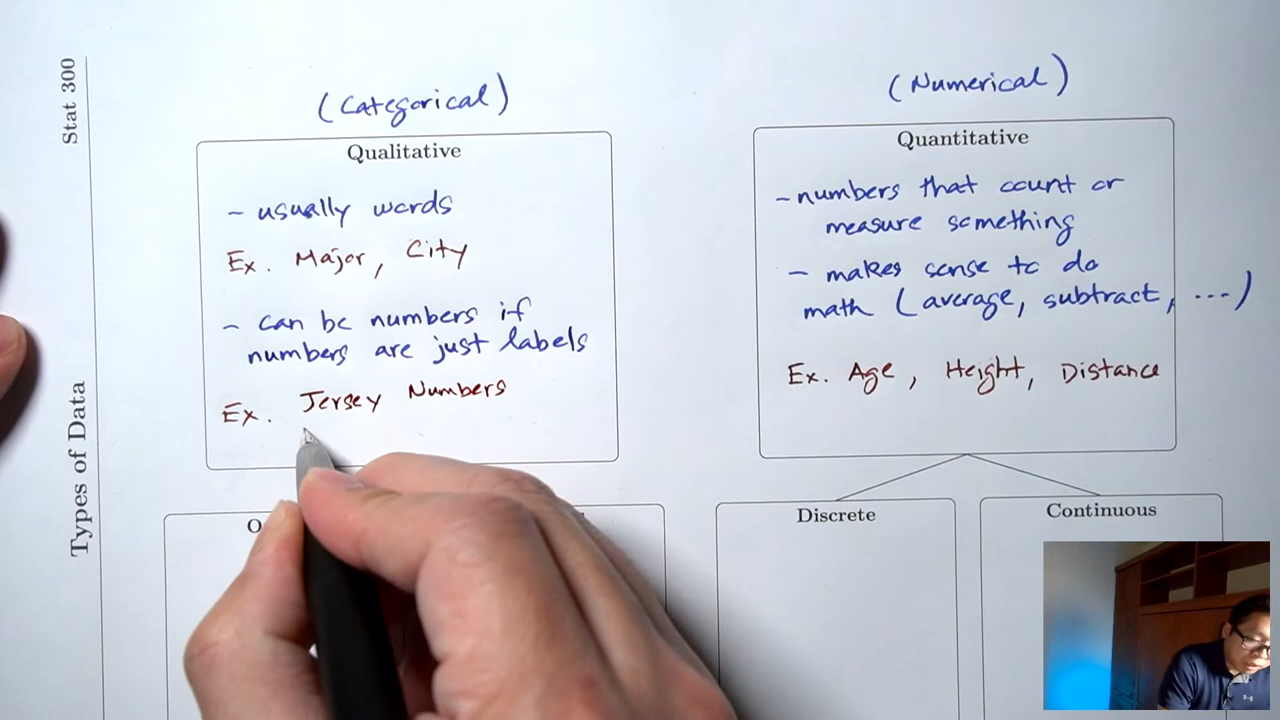 Stat 300
Types of Data
(Categorical)
Qualitative
- usually words
Ex. Major, City
- can be numbers if
numbers are just labels
Ex. Jersey Numbers
(Numerical)
Quantitative
- numbers that count or
measure something
- makes sense to do
math (average, subtract, ...)
Ex. Age, Height, Distance
Discrete
Continuous